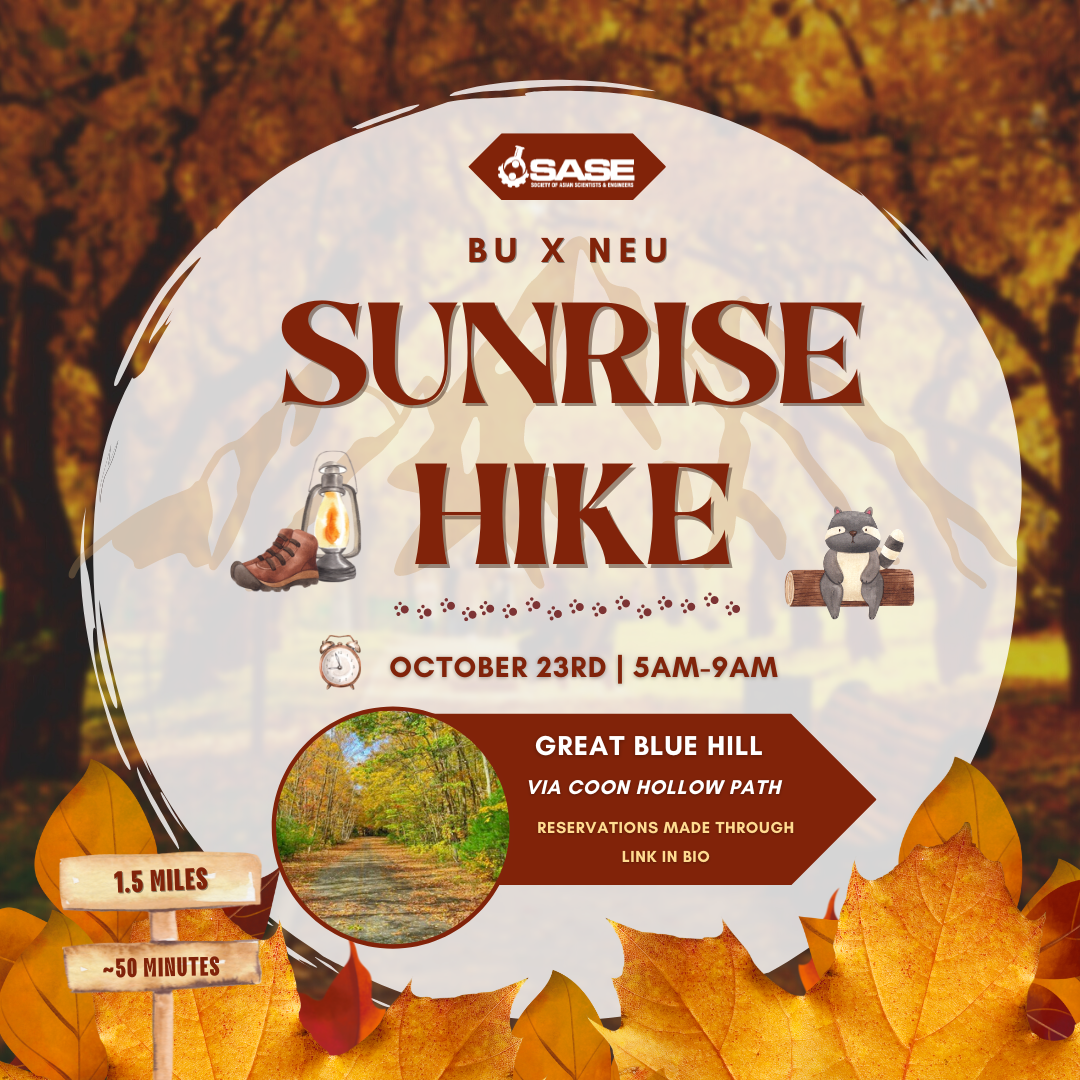 SASE
SOCIETY OF ASIAN SCIENTISTS & ENGINEERS
BU X NEU
SUNRISE
HIKE
OCTOBER 23RD | 5AM-9AM
GREAT BLUE HILL
VIA COON HOLLOW PATH
RESERVATIONS MADE THROUGH
LINK IN BIO
1.5 MILES
~50 MINUTES